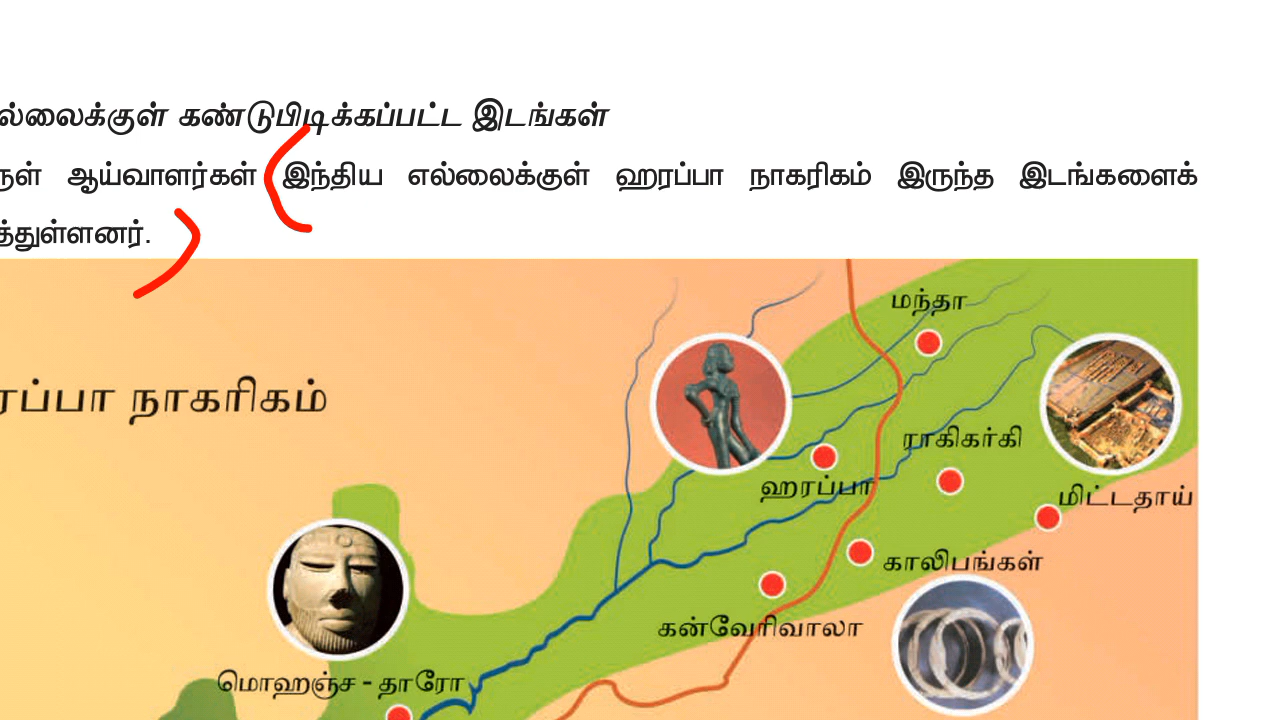 ல்லைக்குள் கண்டுபிடிக்கப்பட்ட இடங்கள்
ருள் ஆய்வாளர்கள் இந்திய எல்லைக்குள் ஹரப்பா நாகரிகம் இருந்த இடங்களைக்
த்துள்ளனர்.
மந்தா
ரப்பா நாகரிகம்
ராகிகர்கி
ஹரப்பா
மிட்டதாய்
காலிபங்கள்
கன்வேரிவாலா
மொஹஞ்ச - தாரோ